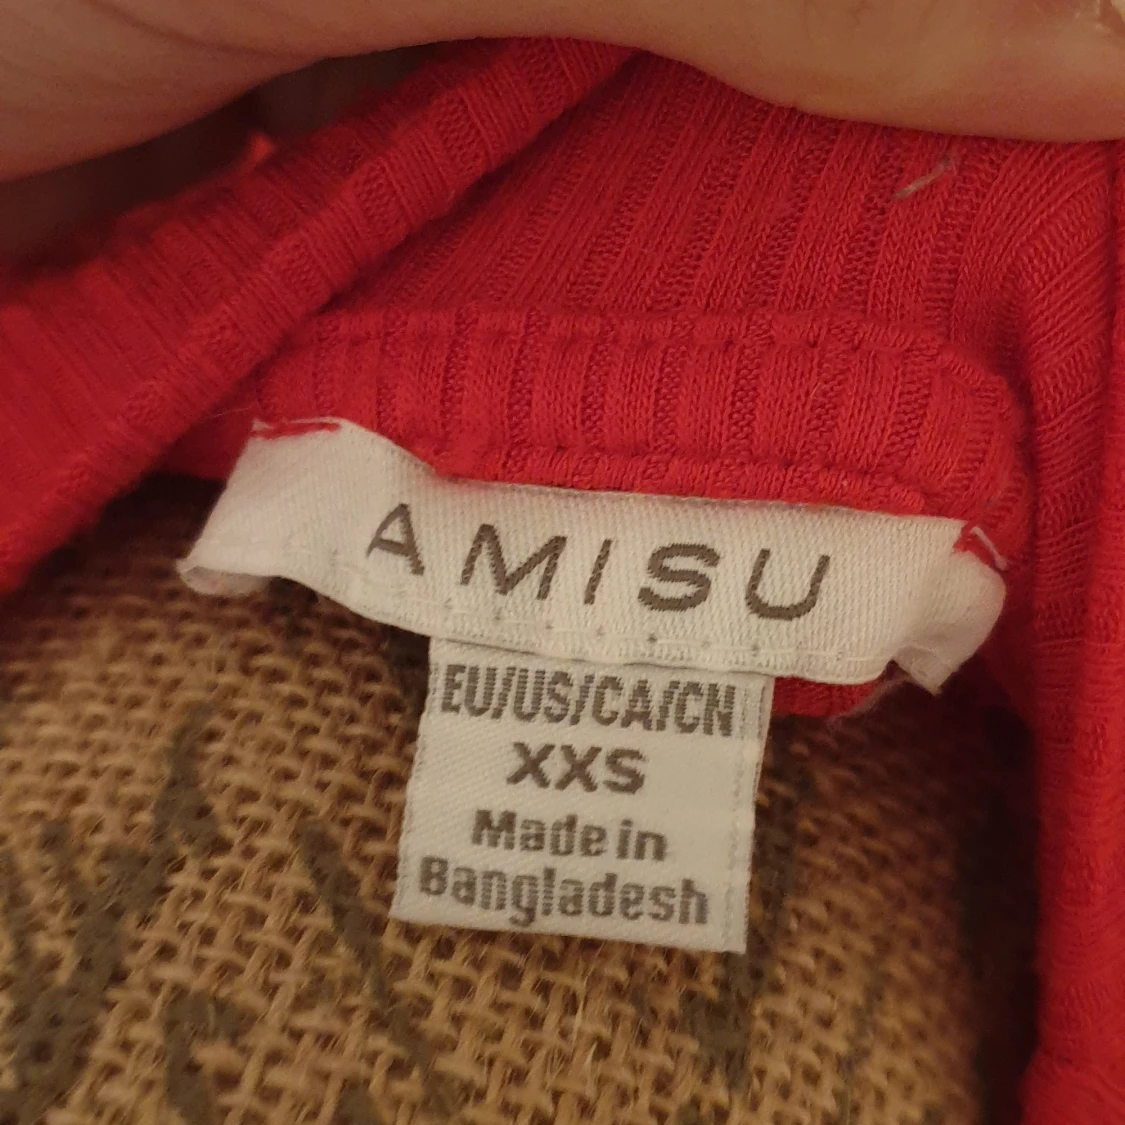 AMISU
EU/US/CA/CN
XXS
Made in
Bangladesh